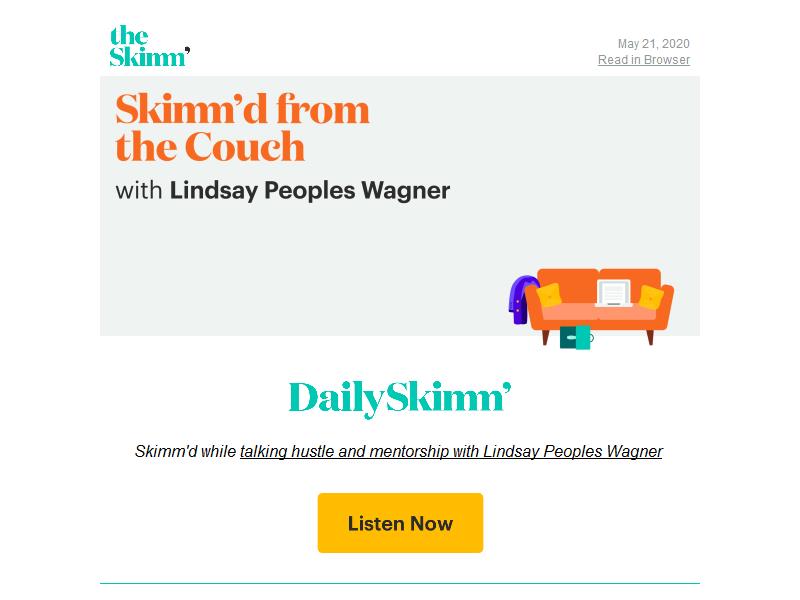 the
Skimm'
May 21, 2020
Read in Browser
Skimm'd from
the Couch
with Lindsay Peoples Wagner
DailySkimm'
Skimm'd while talking hustle and mentorship with Lindsay Peoples Wagner
Listen Now